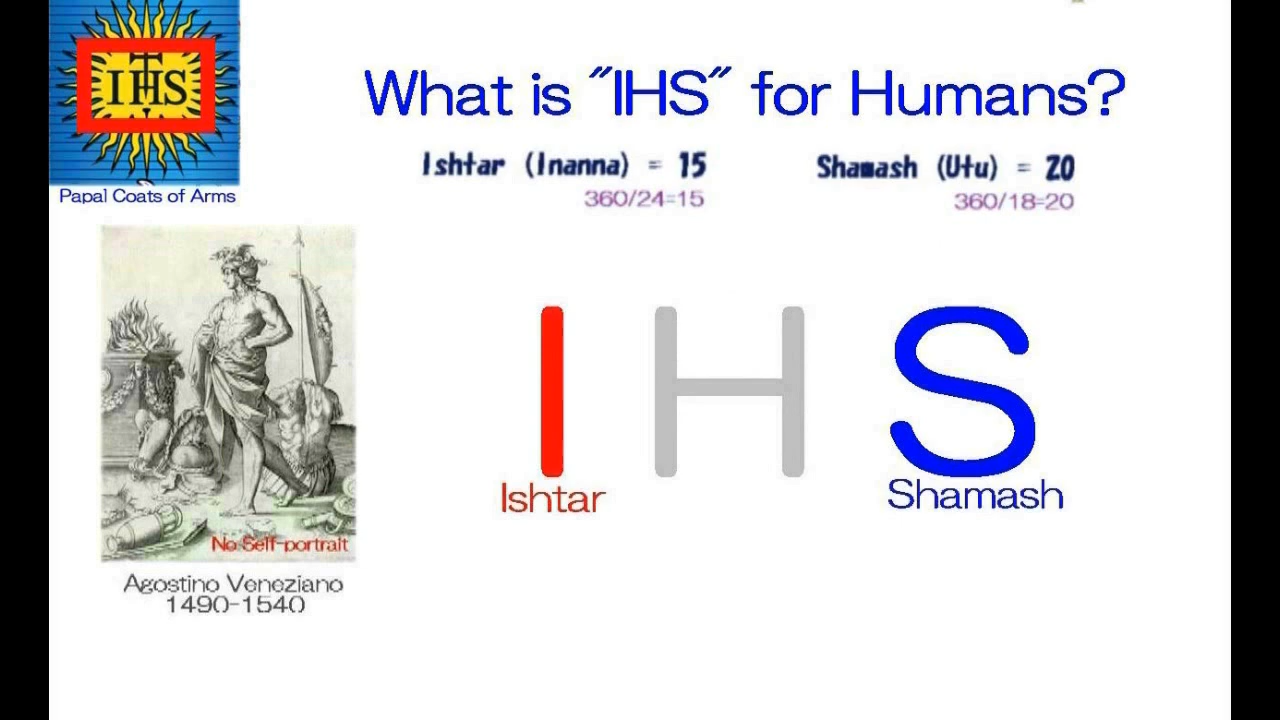 IHS
What is "IHS" for Humans?
Ishtar (Inanna) = 15
Shamash (Utu) = 20
360/24=15
360/18=20
Papal Coats of Arms
I H S
Ishtar
Shamash
No Self-portrait
Agostino Veneziano
1490-1540